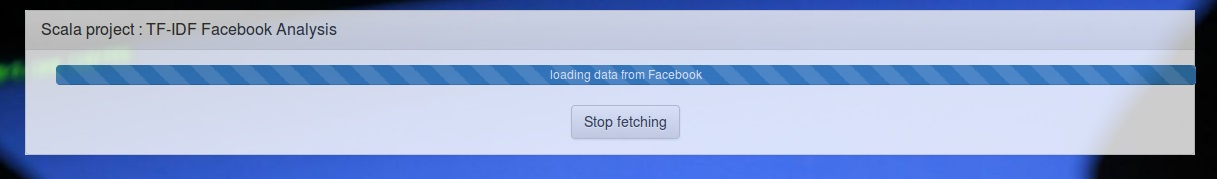 Scala project : TF-IDF Facebook Analysis
loading data from Facebook
Stop fetching